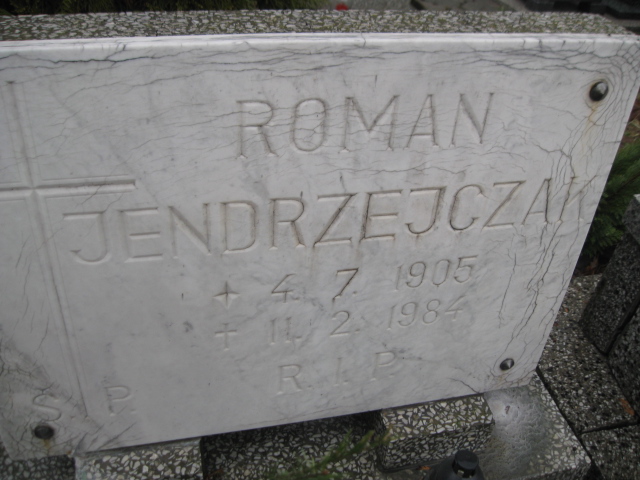 ROMAN
JENDRZEJCZAK
+ 4. 7. 1905
+ 11. 2. 1984
Ś. P. R. I. P.